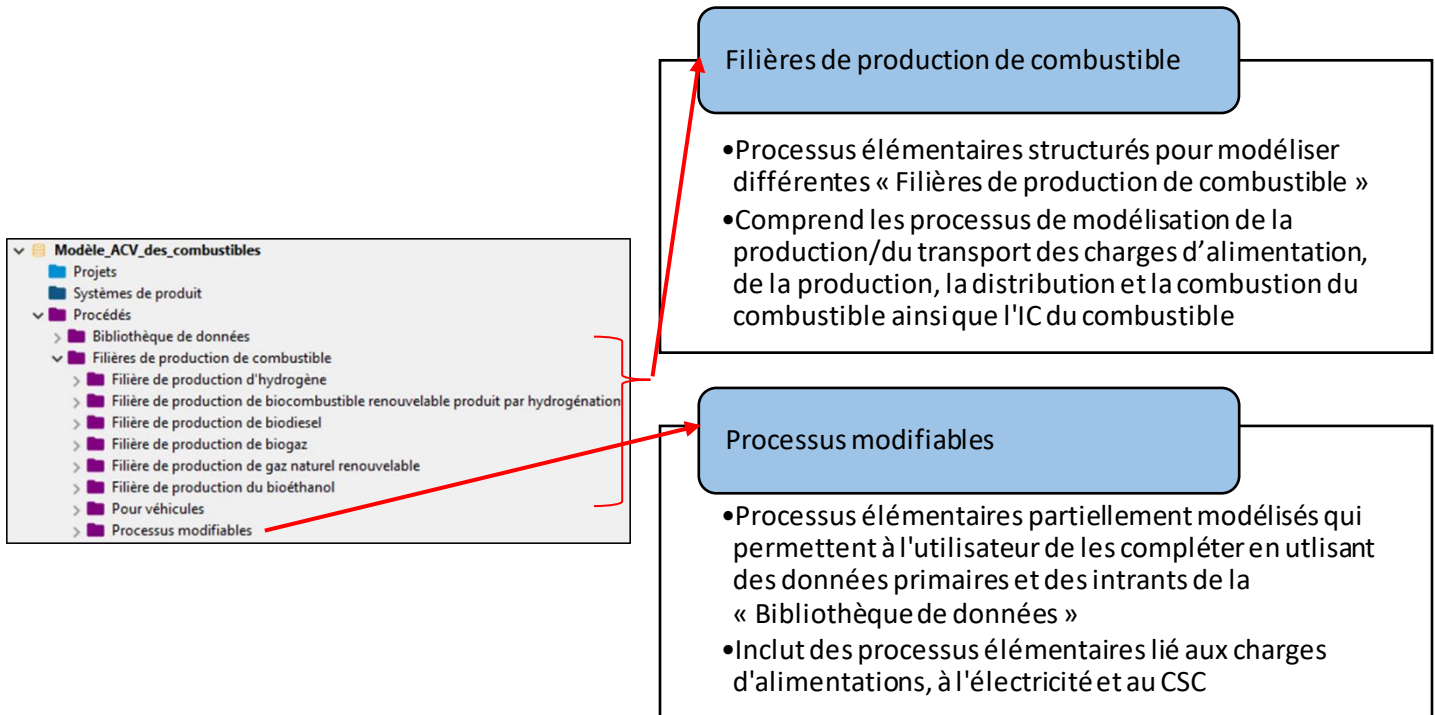 Modèle_ACV_des_combustibles
Projets
Systèmes de produit
Procédés
Bibliothèque de données
Filières de production de combustible
Filière de production d'hydrogène
Filière de production de biocombustible renouvelable produit par hydrogénation
Filière de production de biodiesel
Filière de production de biogaz
Filière de production de gaz naturel renouvelable
Filière de production du bioéthanol
Pour véhicules
Processus modifiables
Filières de production de combustible
•Processus élémentaires structurés pour modéliser
différentes « Filières de production de combustible »
•Comprend les processus de modélisation de la
production/du transport des charges d’alimentation,
de la production, la distribution et la combustion du
combustible ainsi que l'IC du combustible
Processus modifiables
•Processus élémentaires partiellement modélisés qui
permettent à l'utilisateur de les compléter en utlisant
des données primaires et des intrants de la
« Bibliothèque de données »
•Inclut des processus élémentaires lié aux charges
d'alimentations, à l'électricité et au CSC